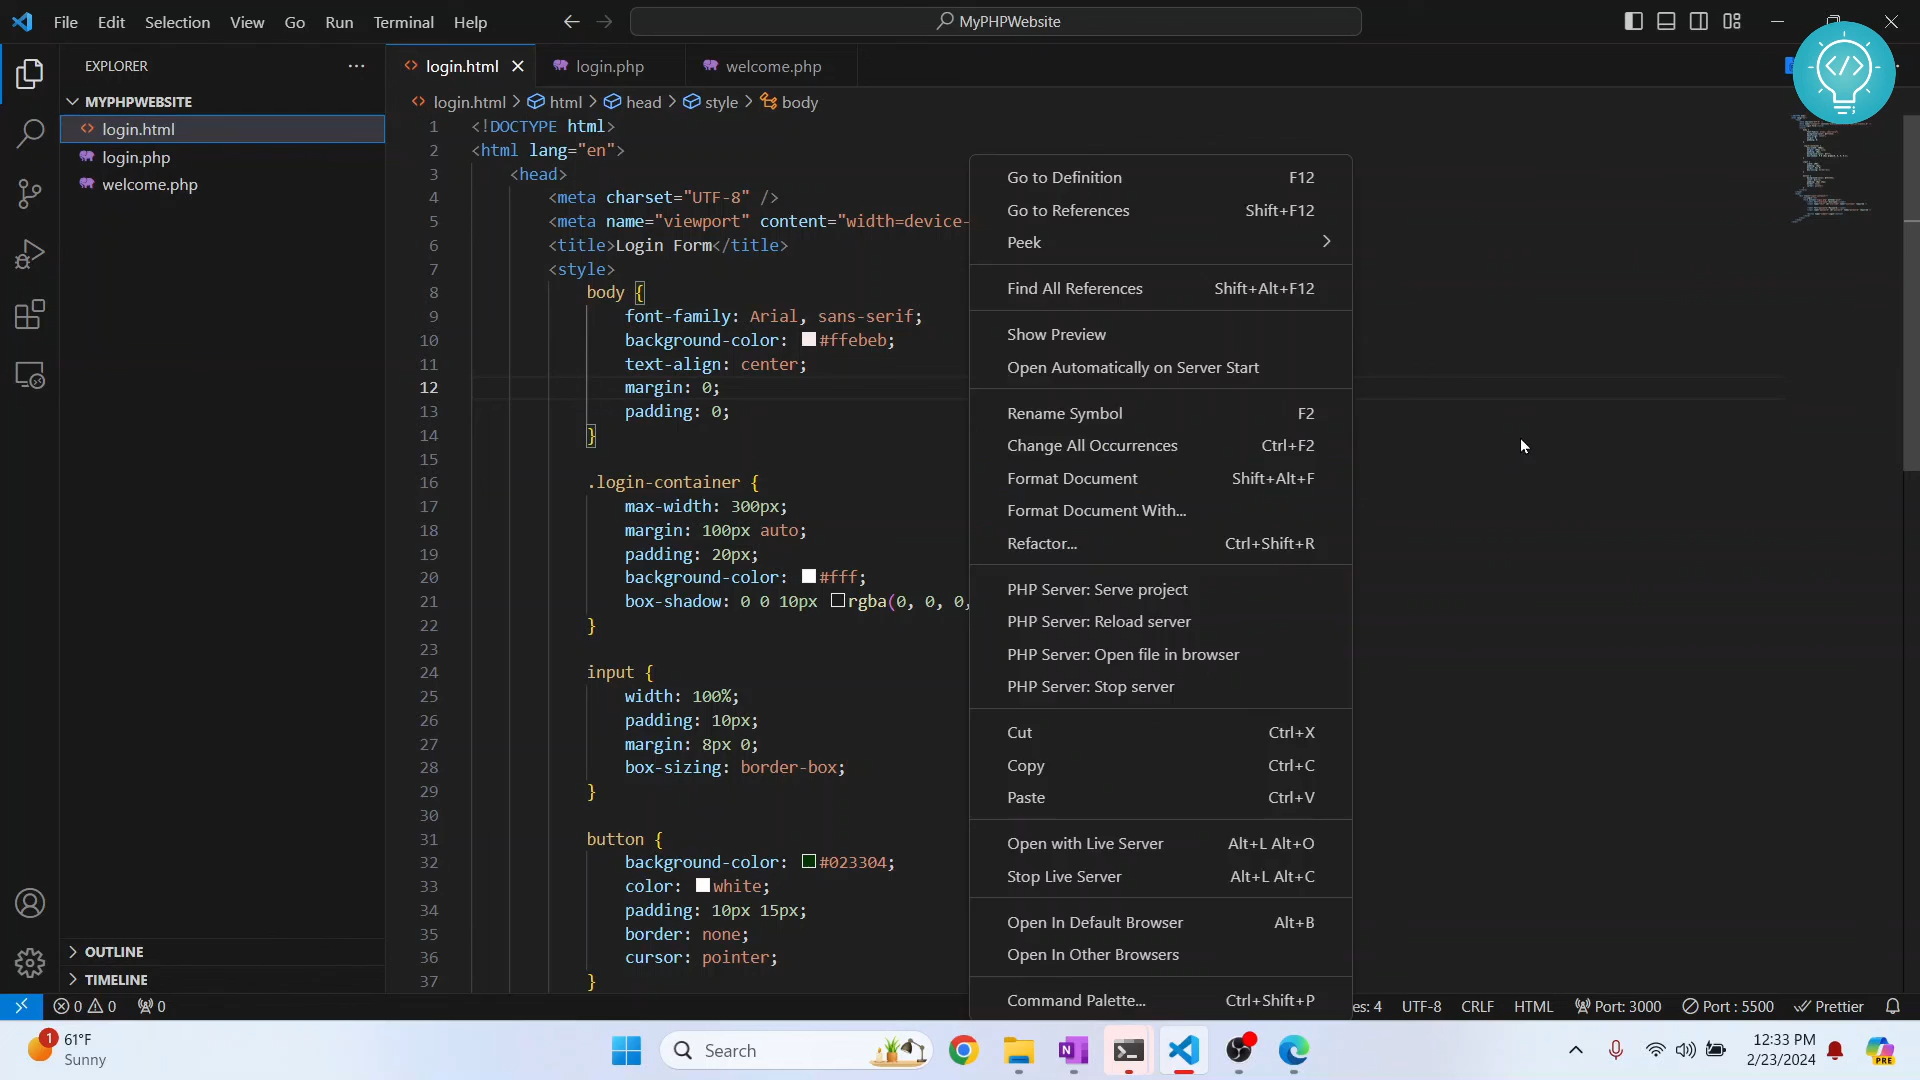 File Edit Selection View Go Run Terminal Help
MyPHPWebsite
EXPLORER
MYPHPWEBSITE
login.html
login.php
welcome.php
OUTLINE
TIMELINE
login.html login.php welcome.php
login.html > html > head > style > body
1 <!DOCTYPE html>
2 <html lang="en">
3 <head>
4 <meta charset="UTF-8" />
5 <meta name="viewport" content="width=device-
6 <title>Login Form</title>
7 <style>
8 body {
9 font-family: Arial, sans-serif;
10 background-color: #ffebeb;
11 text-align: center;
12 margin: 0;
13 padding: 0;
14 }
15
16 .login-container {
17 max-width: 300px;
18 margin: 100px auto;
19 padding: 20px;
20 background-color: #fff;
21 box-shadow: 0 0 10px rgba(0, 0, 0,
22 }
23
24 input {
25 width: 100%;
26 padding: 10px;
27 margin: 8px 0;
28 box-sizing: border-box;
29 }
30
31 button {
32 background-color: #023304;
33 color: white;
34 padding: 10px 15px;
35 border: none;
36 cursor: pointer;
37 }
Go to Definition F12
Go to References Shift+F12
Peek
Find All References Shift+Alt+F12
Show Preview
Open Automatically on Server Start
Rename Symbol F2
Change All Occurrences Ctrl+F2
Format Document Shift+Alt+F
Format Document With...
Refactor... Ctrl+Shift+R
PHP Server: Serve project
PHP Server: Reload server
PHP Server: Open file in browser
PHP Server: Stop server
Cut Ctrl+X
Copy Ctrl+C
Paste Ctrl+V
Open with Live Server Alt+L Alt+O
Stop Live Server Alt+L Alt+C
Open In Default Browser Alt+B
Open In Other Browsers
Command Palette... Ctrl+Shift+P
0 0 0
es: 4 UTF-8 CRLF HTML Port: 3000 Port : 5500 Prettier
1 61°F
Sunny
Search
12:33 PM
2/23/2024
PRE